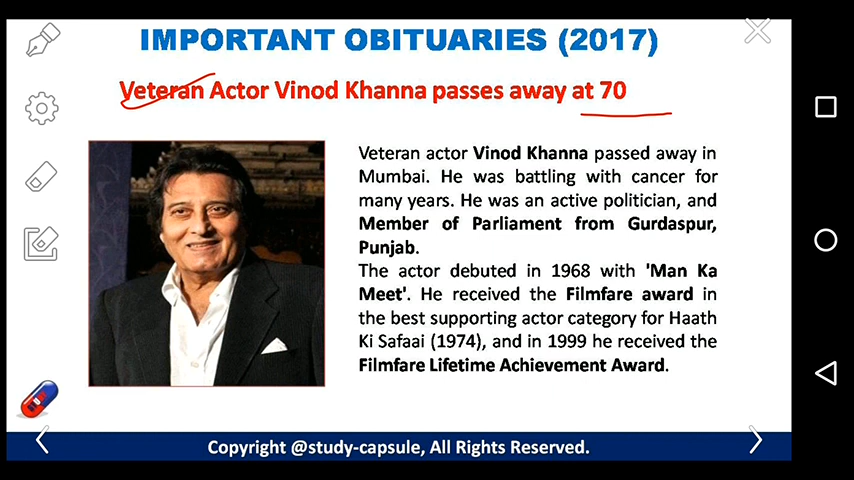 IMPORTANT OBITUARIES (2017)
Veteran Actor Vinod Khanna passes away at 70
Veteran actor Vinod Khanna passed away in
Mumbai. He was battling with cancer for
many years. He was an active politician, and
Member of Parliament from Gurdaspur,
Punjab.
The actor debuted in 1968 with 'Man Ka
Meet'. He received the Filmfare award in
the best supporting actor category for Haath
Ki Safaai (1974), and in 1999 he received the
Filmfare Lifetime Achievement Award.
Copyright @study-capsule, All Rights Reserved.